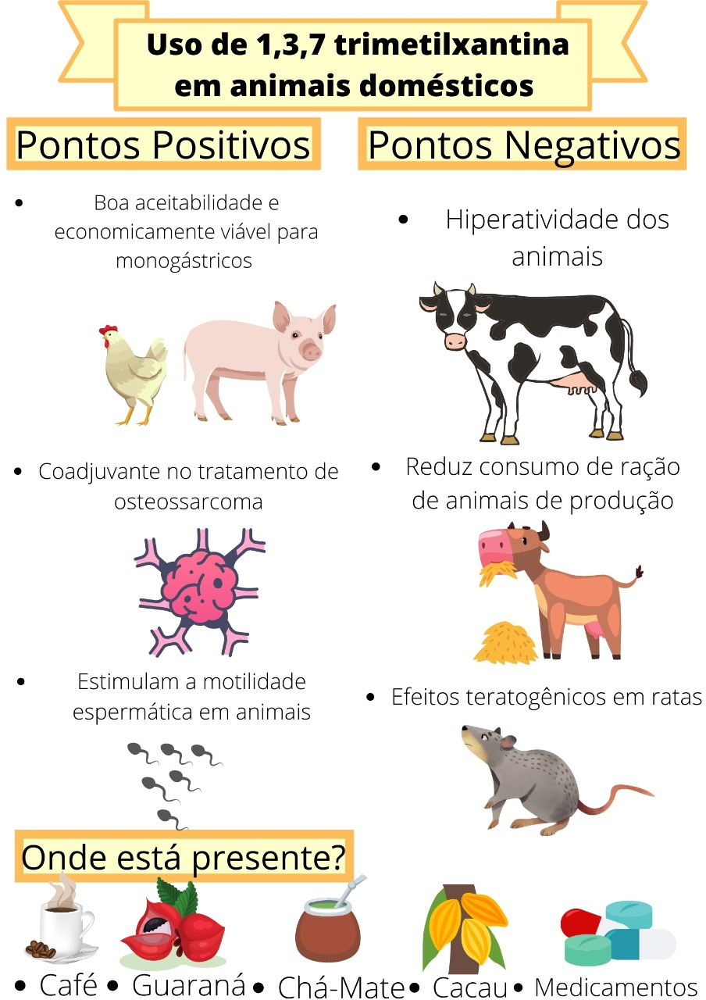 Uso de 1,3,7 trimetilxantina
em animais domésticos
Pontos Positivos
• Boa aceitabilidade e
economicamente viável para
monogástricos
• Coadjuvante no tratamento de
osteossarcoma
• Estimulam a motilidade
espermática em animais
Pontos Negativos
• Hiperatividade dos
animais
• Reduz consumo de ração
de animais de produção
• Efeitos teratogênicos em ratas
Onde está presente?
• Café • Guaraná • Chá-Mate • Cacau • Medicamentos